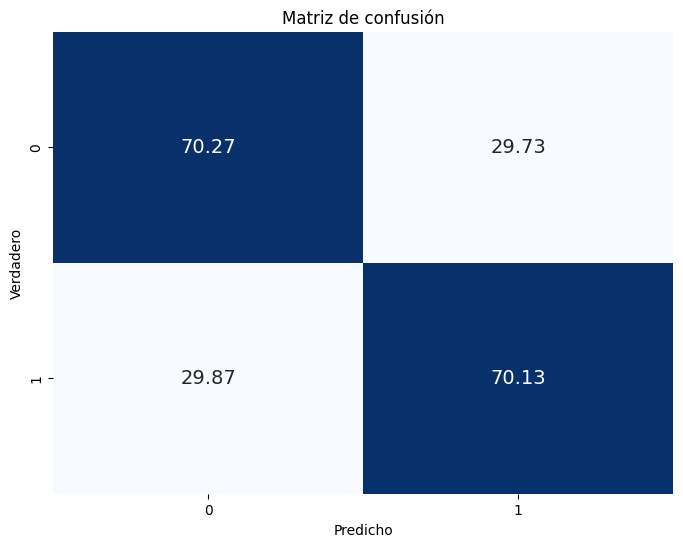 Matriz de confusión
Verdadero
0
70.27
29.73
1
29.87
70.13
0
1
Predicho